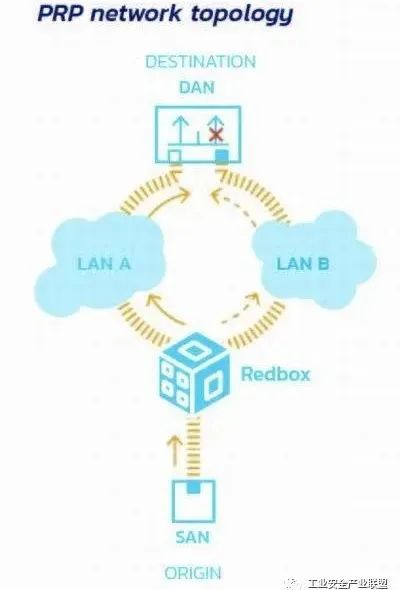 PRP network topology
DESTINATION
DAN
LAN A
LAN B
Redbox
SAN
ORIGIN
工业安全产业联盟